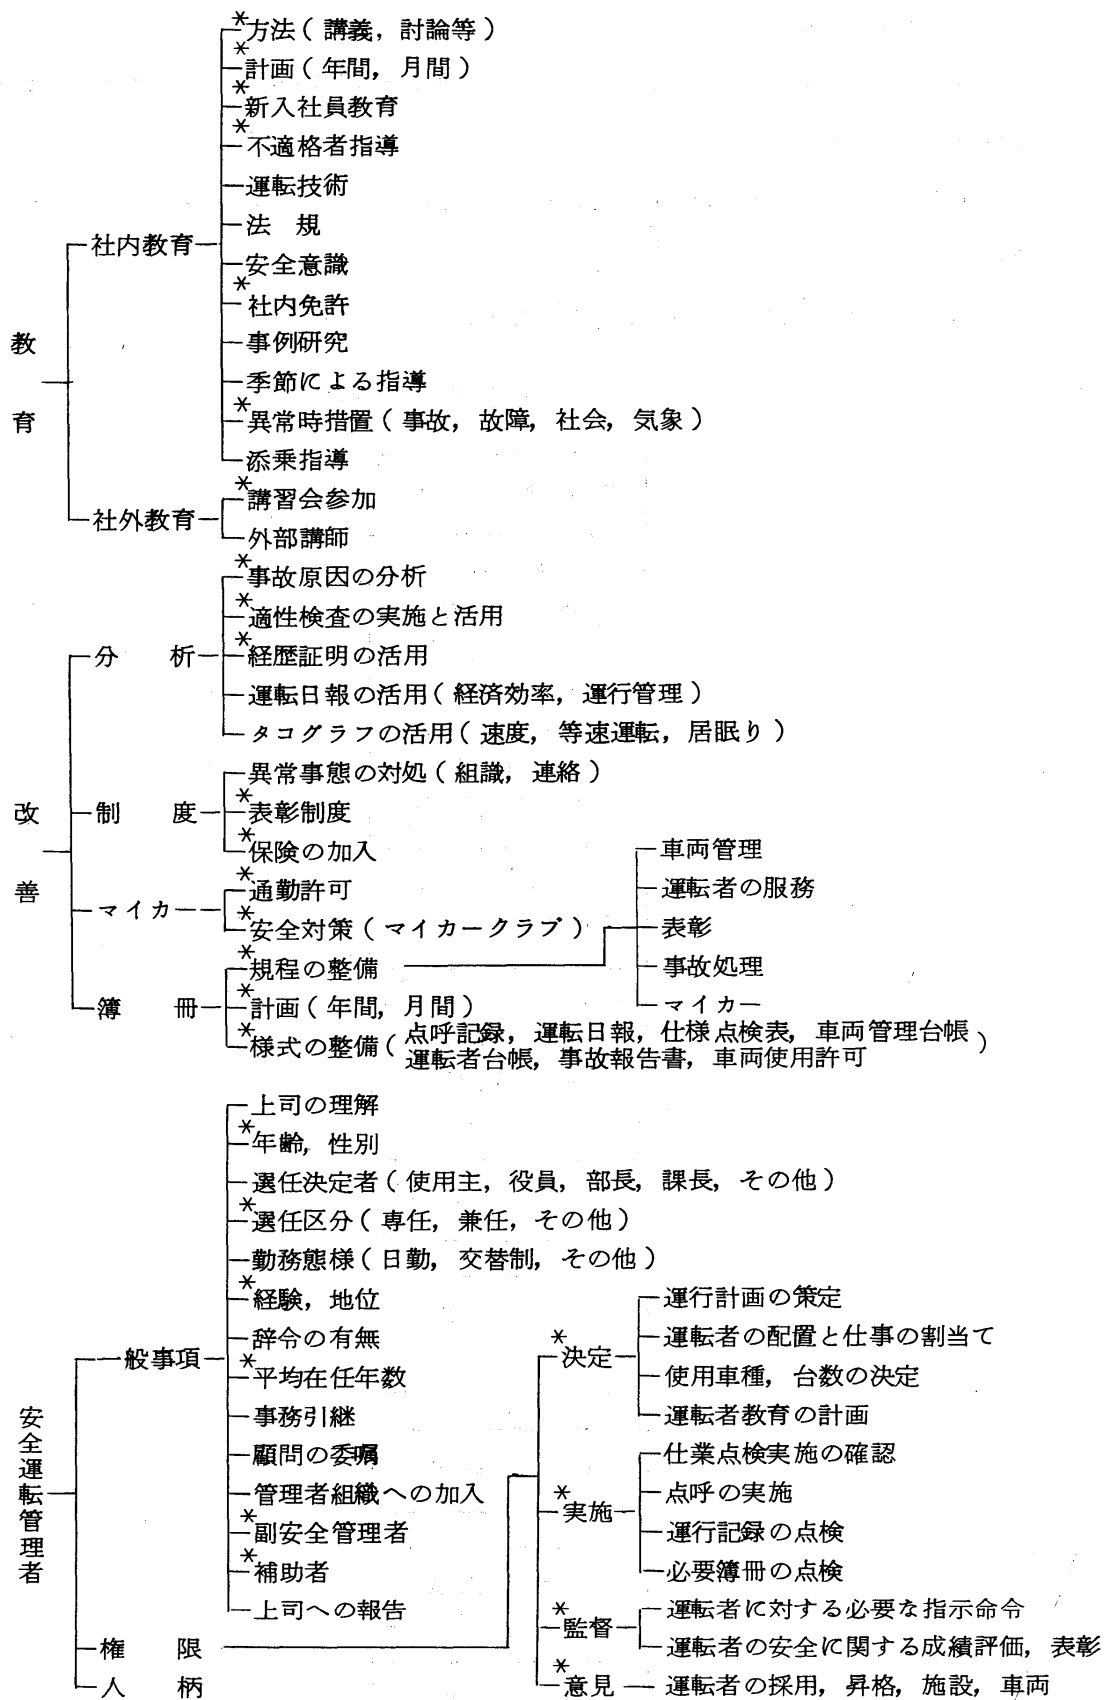 *方法（講義，討論等）
*計画（年間，月間）
*新入社員教育
*不適格者指導
運転技術
法　規
社内教育
安全意識
*社内免許
教育
事例研究
季節による指導
*異常時措置（事故，故障，社会，気象）
添乗指導
*講習会参加
社外教育
外部講師
*事故原因の分析
*適性検査の実施と活用
分　析
*経歴証明の活用
運転日報の活用（経済効率，運行管理）
タコグラフの活用（速度，等速運転，居眠り）
異常事態の対処（組識，連絡）
改善
制　度
*表彰制度
*保険の加入
車両管理
*通勤許可
運転者の服務
マイカー
*安全対策（マイカークラブ）
表彰
*規程の整備
事故処理
簿　冊
*計画（年間，月間）
マイカー
*様式の整備（点呼記録，運転日報，仕様点検表，車両管理台帳
運転者台帳，事故報告書，車両使用許可）
上司の理解
*年齢，性別
選任決定者（使用主，役員，部長，課長，その他）
*選任区分（専任，兼任，その他）
勤務態様（日勤，交替制，その他）
*経験，地位
運行計画の策定
辞令の有無
運転者の配置と仕事の割当て
一般事項
*決定
*平均在任年数
使用車種，台数の決定
事務引継
運転者教育の計画
安全運転管理者
顧問の委嘱
仕業点検実施の確認
管理者組織への加入
点呼の実施
*実施
*副安全管理者
運行記録の点検
*補助者
必要簿冊の点検
上司への報告
運転者に対する必要な指示命令
*監督
権　限
運転者の安全に関する成績評価，表彰
人　柄
*意見
運転者の採用，昇格，施設，車両